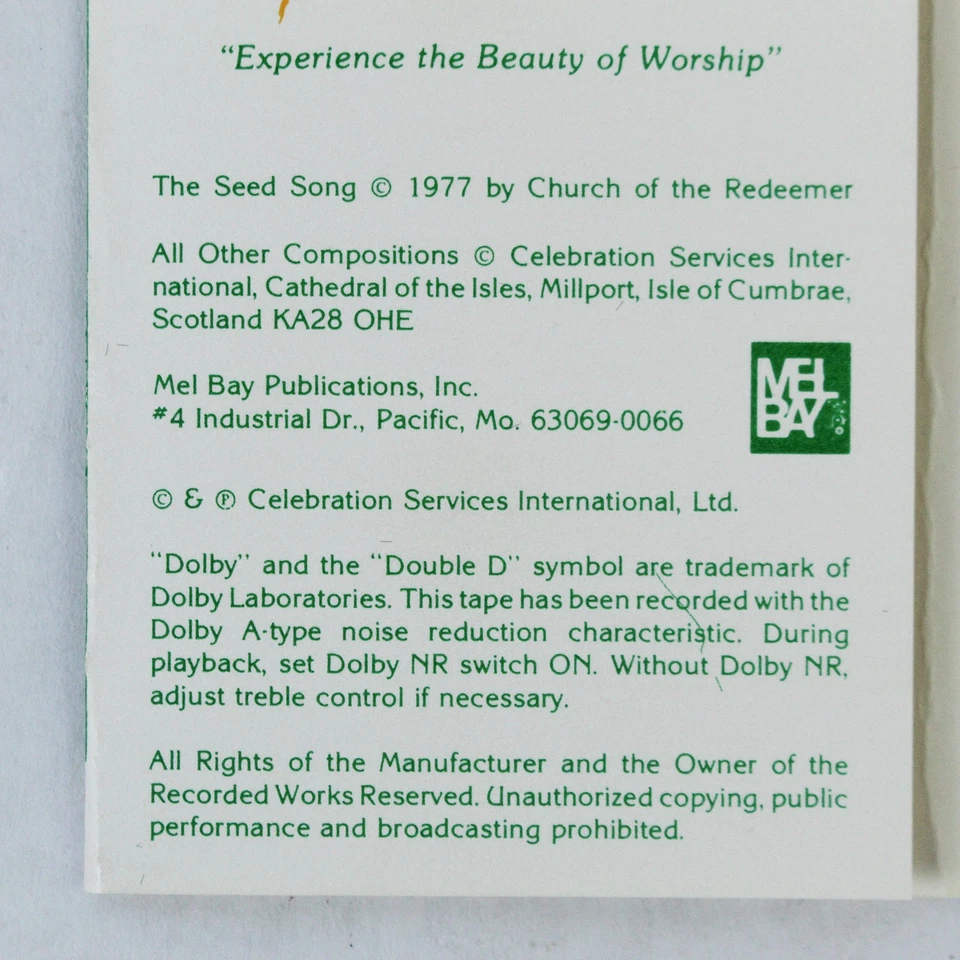 “Experience the Beauty of Worship”
The Seed Song © 1977 by Church of the Redeemer
All Other Compositions © Celebration Services Inter-
national, Cathedral of the Isles, Millport, Isle of Cumbrae,
Scotland KA28 OHE
Mel Bay Publications, Inc.
#4 Industrial Dr., Pacific, Mo. 63069-0066
MEL
BAY
© & ℗ Celebration Services International, Ltd.
“Dolby” and the “Double D” symbol are trademark of
Dolby Laboratories. This tape has been recorded with the
Dolby A-type noise reduction characteristic. During
playback, set Dolby NR switch ON. Without Dolby NR,
adjust treble control if necessary.
All Rights of the Manufacturer and the Owner of the
Recorded Works Reserved. Unauthorized copying, public
performance and broadcasting prohibited.